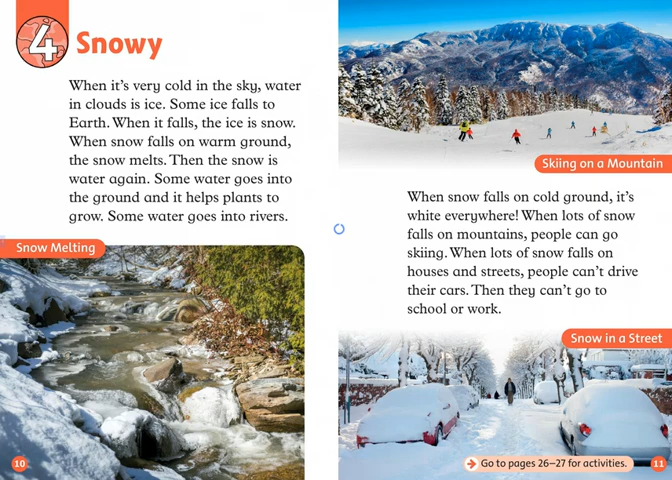 4
Snowy
When it's very cold in the sky, water
in clouds is ice. Some ice falls to
Earth. When it falls, the ice is snow.
When snow falls on warm ground,
the snow melts. Then the snow is
water again. Some water goes into
the ground and it helps plants to
grow. Some water goes into rivers.
Snow Melting
10
Skiing on a Mountain
When snow falls on cold ground, it's
white everywhere! When lots of snow
falls on mountains, people can go
skiing. When lots of snow falls on
houses and streets, people can't drive
their cars. Then they can't go to
school or work.
Snow in a Street
Go to pages 26–27 for activities.
11